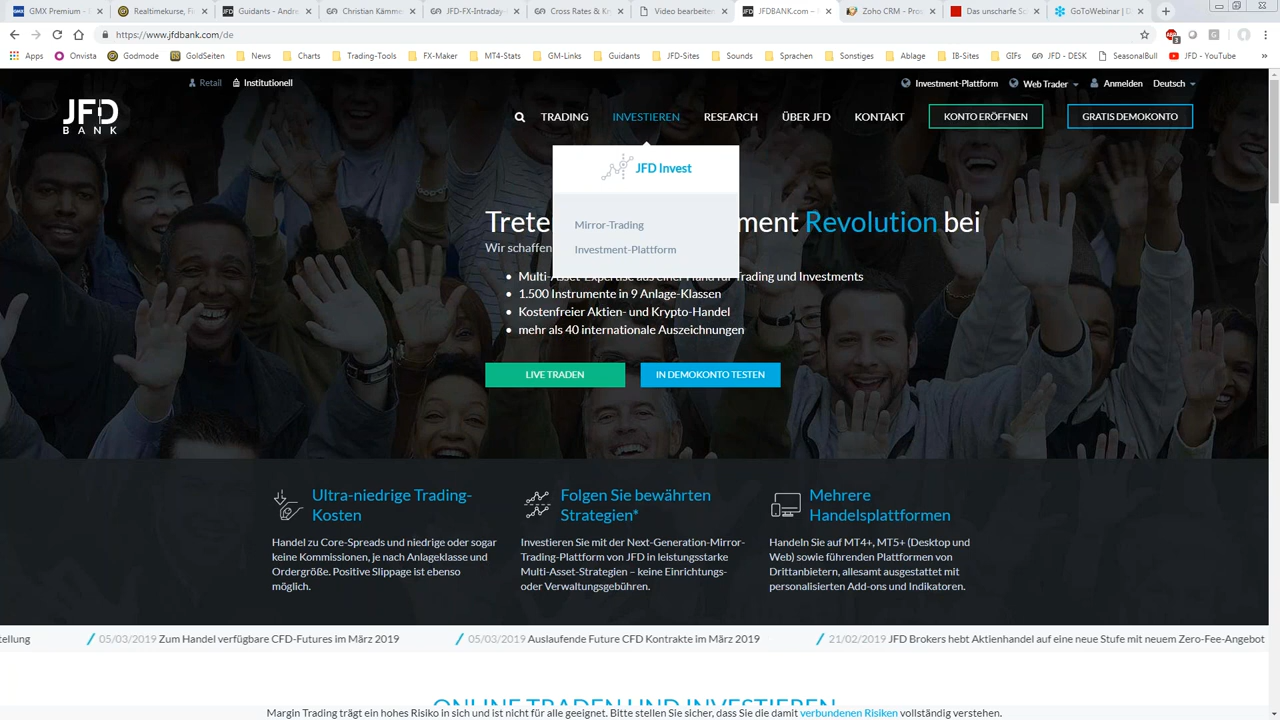 GMX Premium -
Realtimekurse, Fi
Guidants - Andre
Christian Kämme
JFD-FX-Intraday-
Cross Rates & Kr
Video bearbeiten
JFDBANK.com –
Zoho CRM - Pros
Das unscharfe So
GoToWebinar | D
https://www.jfdbank.com/de
Apps
Onvista
Godmode
GoldSeiten
News
Charts
Trading-Tools
FX-Maker
MT4-Stats
GM-Links
Guidants
JFD-Sites
Sounds
Sprachen
Sonstiges
Ablage
IB-Sites
GIFs
JFD - DESK
SeasonalBull
JFD - YouTube
Retail
Institutionell
Investment-Plattform
Web Trader
Anmelden
Deutsch
JFD
BANK
TRADING
INVESTIEREN
RESEARCH
ÜBER JFD
KONTAKT
KONTO ERÖFFNEN
GRATIS DEMOKONTO
JFD Invest
Mirror-Trading
Investment-Plattform
ment Revolution bei
Wir schaffen
Multi-Asset-Expertise aus einer Hand für Trading und Investments
1.500 Instrumente in 9 Anlage-Klassen
Kostenfreier Aktien- und Krypto-Handel
mehr als 40 internationale Auszeichnungen
LIVE TRADEN
IN DEMOKONTO TESTEN
Ultra-niedrige Trading-
Kosten
Handel zu Core-Spreads und niedrige oder sogar
keine Kommissionen, je nach Anlageklasse und
Ordergröße. Positive Slippage ist ebenso
möglich.
Folgen Sie bewährten
Strategien*
Investieren Sie mit der Next-Generation-Mirror-
Trading-Plattform von JFD in leistungsstarke
Multi-Asset-Strategien – keine Einrichtungs-
oder Verwaltungsgebühren.
Mehrere
Handelsplattformen
Handeln Sie auf MT4+, MT5+ (Desktop und
Web) sowie führenden Plattformen von
Drittanbietern, allesamt ausgestattet mit
personalisierten Add-ons und Indikatoren.
tellung
05/03/2019 Zum Handel verfügbare CFD-Futures im März 2019
05/03/2019 Auslaufende Future CFD Kontrakte im März 2019
21/02/2019 JFD Brokers hebt Aktienhandel auf eine neue Stufe mit neuem Zero-Fee-Angebot
ONLINE TRADEN UND INVESTIEREN
Margin Trading trägt ein hohes Risiko in sich und ist nicht für alle geeignet. Bitte stellen Sie sicher, dass Sie die damit verbundenen Risiken vollständig verstehen.